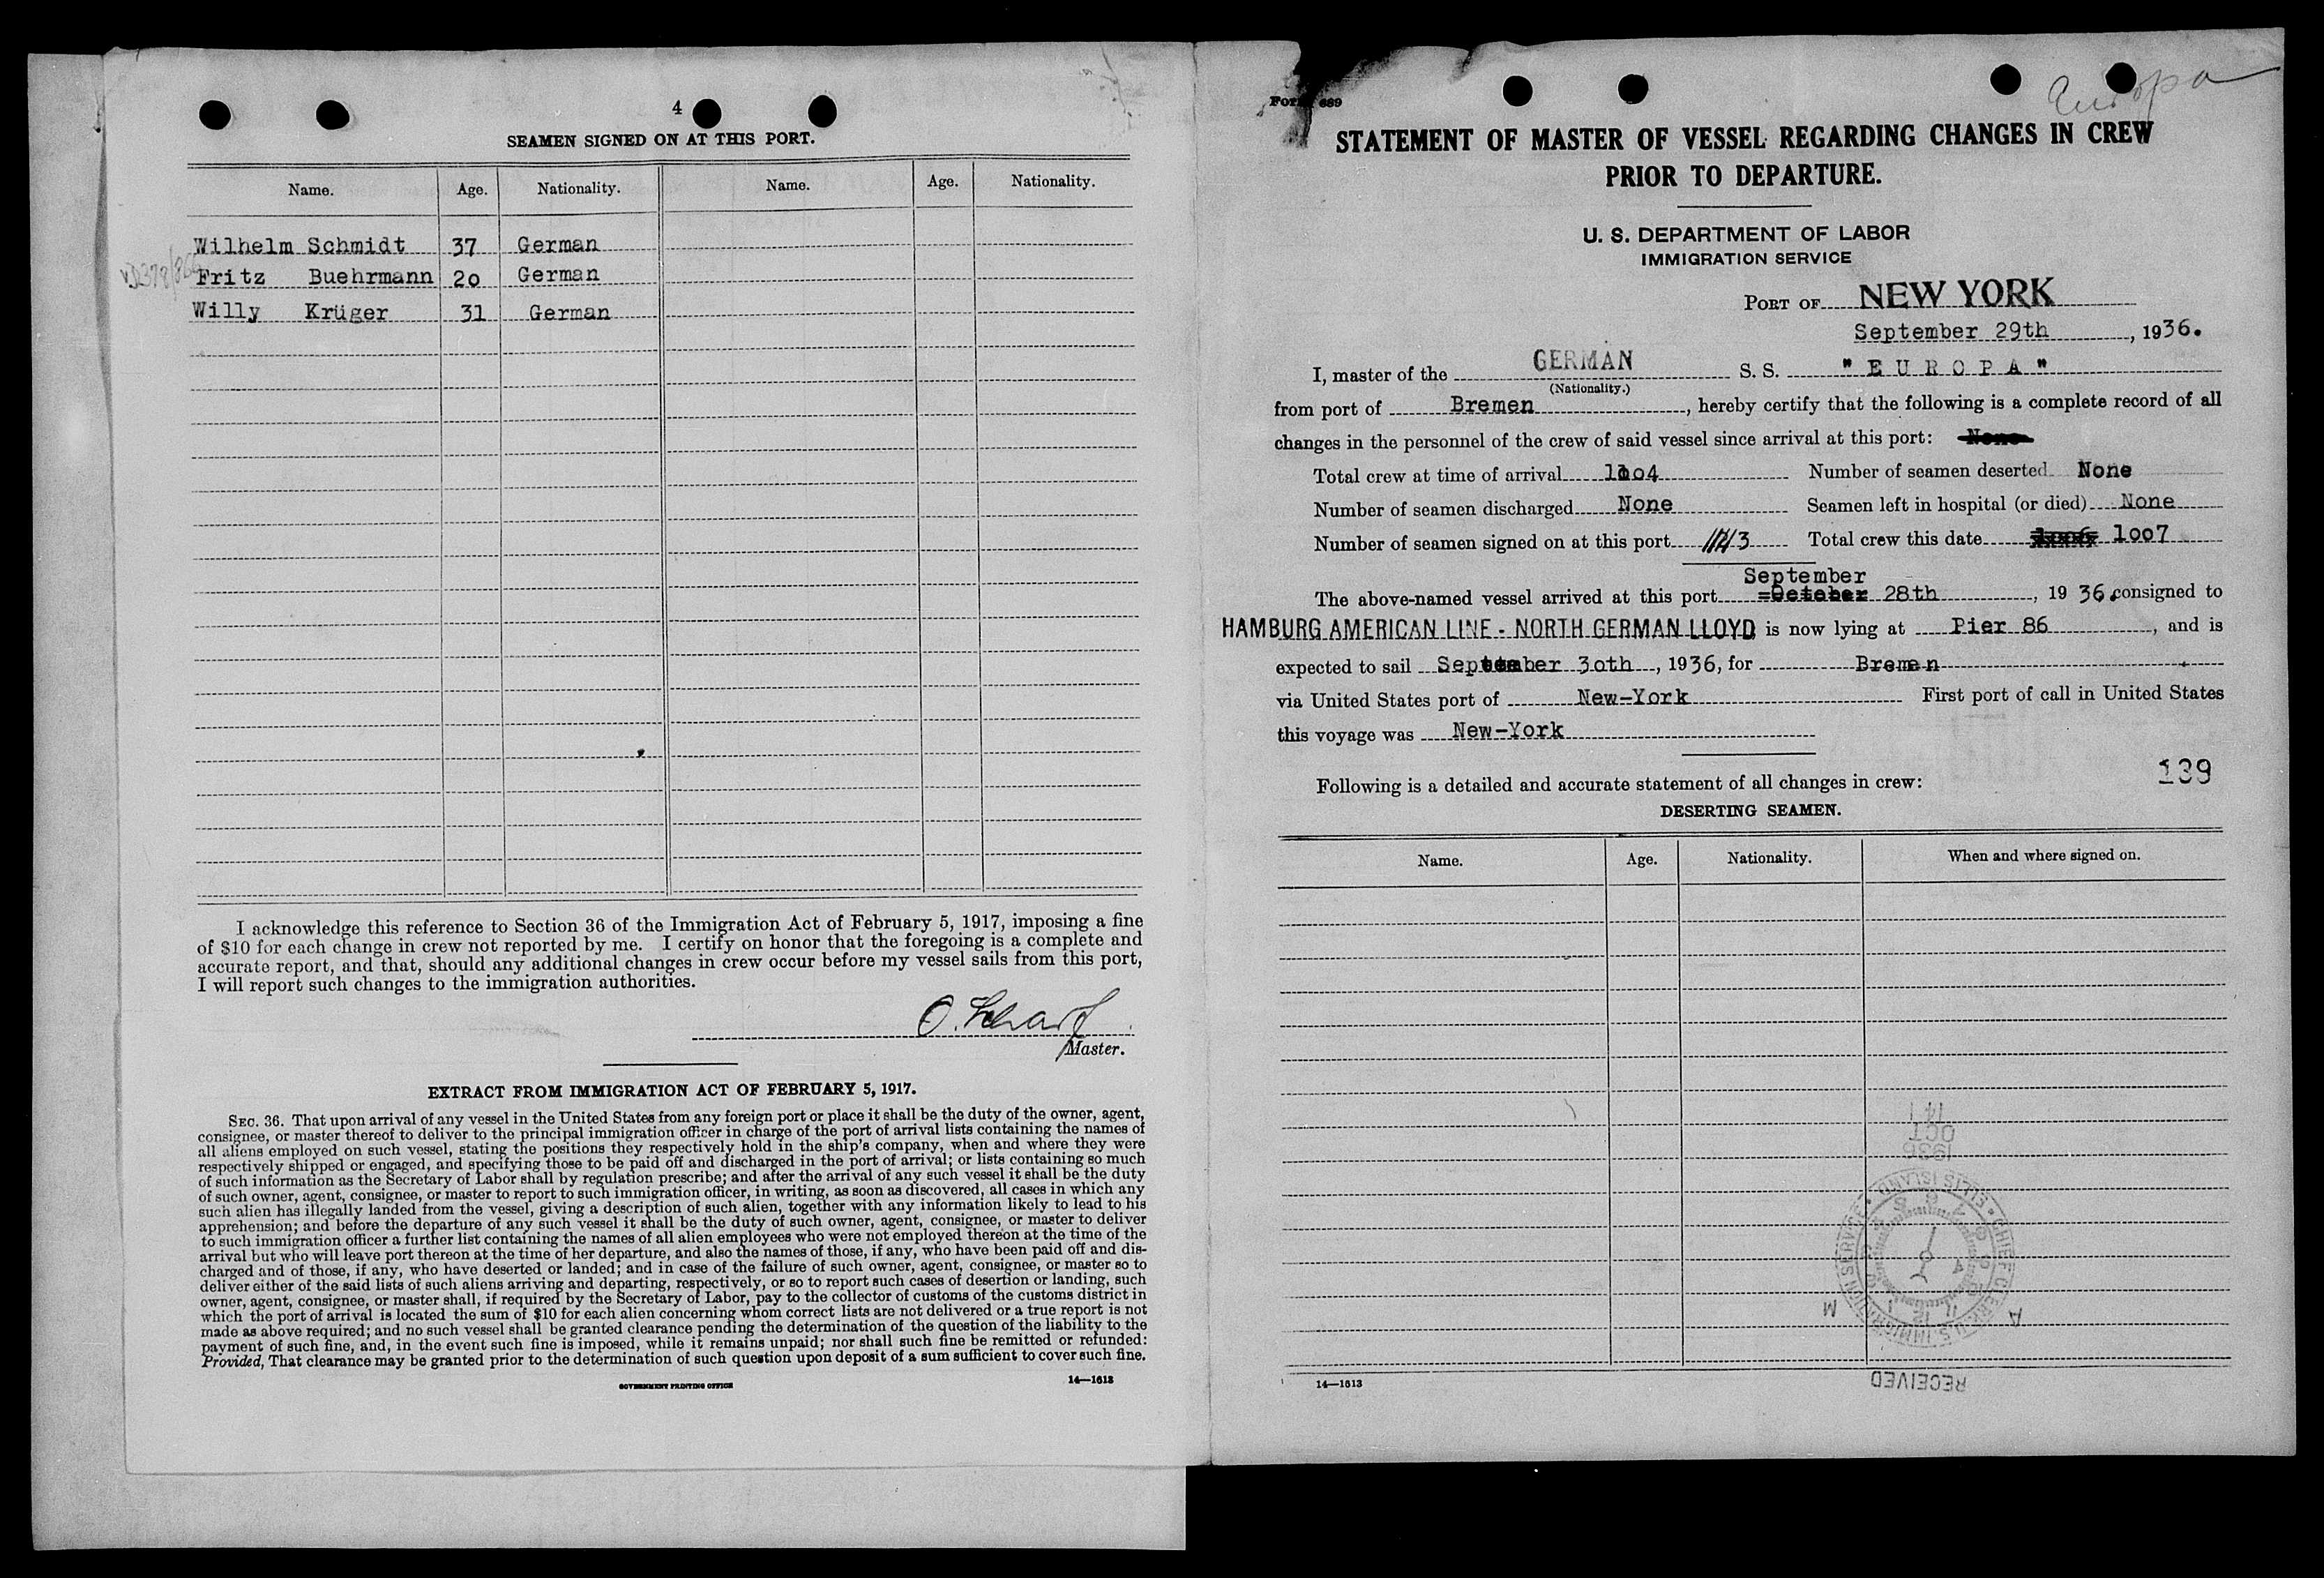 4
SEAMEN SIGNED ON AT THIS PORT.
Name. Age. Nationality. Name. Age. Nationality.
Wilhelm Schmidt 37 German
Fritz Buehrmann 20 German
Willy Krüger 31 German
I acknowledge this reference to Section 36 of the Immigration Act of February 5, 1917, imposing a fine
of $10 for each change in crew not reported by me. I certify on honor that the foregoing is a complete and
accurate report, and that, should any additional changes in crew occur before my vessel sails from this port,
I will report such changes to the immigration authorities.
Master.
EXTRACT FROM IMMIGRATION ACT OF FEBRUARY 5, 1917.
SEC. 36. That upon arrival of any vessel in the United States from any foreign port or place it shall be the duty of the owner, agent,
consignee, or master thereof to deliver to the principal immigration officer in charge of the port of arrival lists containing the names of
all aliens employed on such vessel, stating the positions they respectively hold in the ship's company, when and where they were
respectively shipped or engaged, and specifying those to be paid off and discharged in the port of arrival; or lists containing so much
of such information as the Secretary of Labor shall by regulation prescribe; and after the arrival of any such vessel it shall be the duty
of such owner, agent, consignee, or master to report to such immigration officer, in writing, as soon as discovered, all cases in which any
such alien has illegally landed from the vessel, giving a description of such alien, together with any information likely to lead to his
apprehension; and before the departure of any such vessel it shall be the duty of such owner, agent, consignee, or master to deliver
to such immigration officer a further list containing the names of all alien employees who were not employed thereon at the time of the
arrival but who will leave port thereon at the time of her departure, and also the names of those, if any, who have been paid off and dis-
charged and of those, if any, who have deserted or landed; and in case of the failure of such owner, agent, consignee, or master so to
deliver either of the said lists of such aliens arriving and departing, respectively, or so to report such cases of desertion or landing, such
owner, agent, consignee, or master shall, if required by the Secretary of Labor, pay to the collector of customs of the customs district in
which the port of arrival is located the sum of $10 for each alien concerning whom correct lists are not delivered or a true report is not
made as above required; and no such vessel shall be granted clearance pending the determination of the question of the liability to the
payment of such fine, and, in the event such fine is imposed, while it remains unpaid; nor shall such fine be remitted or refunded:
Provided, That clearance may be granted prior to the determination of such question upon deposit of a sum sufficient to cover such fine.
GOVERNMENT PRINTING OFFICE 14—1613
Form 689
Europa
STATEMENT OF MASTER OF VESSEL REGARDING CHANGES IN CREW
PRIOR TO DEPARTURE.
U. S. DEPARTMENT OF LABOR
IMMIGRATION SERVICE
PORT OF NEW YORK
September 29th, 1936.
I, master of the GERMAN S. S. "EUROPA"
(Nationality.)
from port of Bremen, hereby certify that the following is a complete record of all
changes in the personnel of the crew of said vessel since arrival at this port: None
Total crew at time of arrival 1004 Number of seamen deserted None
Number of seamen discharged None Seamen left in hospital (or died) None
Number of seamen signed on at this port 3 Total crew this date 1006 1007
September
The above-named vessel arrived at this port October 28th, 1936. consigned to
HAMBURG AMERICAN LINE - NORTH GERMAN LLOYD is now lying at Pier 86, and is
expected to sail September 30th, 1936, for Bremen
via United States port of New-York First port of call in United States
this voyage was New-York
139
Following is a detailed and accurate statement of all changes in crew:
DESERTING SEAMEN.
Name. Age. Nationality. When and where signed on.
14
OCT
1936
U.S. IMMIGRATION SERVICE • ELLIS ISLAND • CHIEF CLERK
A M
RECEIVED
14—1613